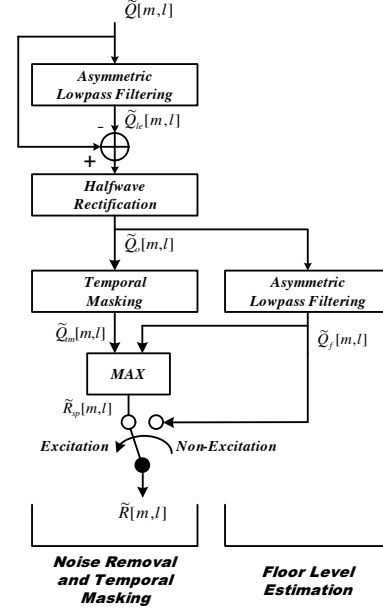 Q̃[m,l]
Asymmetric
Lowpass Filtering
-
Q̃le[m,l]
+
Halfwave
Rectification
Q̃o[m,l]
Temporal
Masking
Asymmetric
Lowpass Filtering
Q̃tm[m,l]
Q̃f[m,l]
MAX
R̃sp[m,l]
Excitation
Non-Excitation
R̃[m,l]
Noise Removal
and Temporal
Masking
Floor Level
Estimation